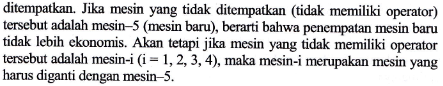 ditempatkan. Jika mesin yang tidak ditempatkan (tidak memiliki operator)
tersebut adalah mesin–5 (mesin baru), berarti bahwa penempatan mesin baru
tidak lebih ekonomis. Akan tetapi jika mesin yang tidak memiliki operator
tersebut adalah mesin-i (i = 1, 2, 3, 4), maka mesin-i merupakan mesin yang
harus diganti dengan mesin–5.